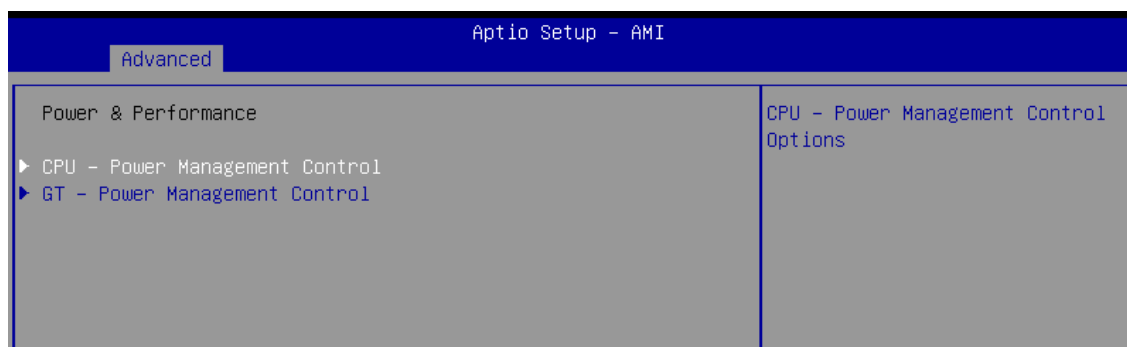 Aptio Setup – AMI
Advanced
Power & Performance
▶ CPU – Power Management Control
▶ GT – Power Management Control
CPU – Power Management Control
Options